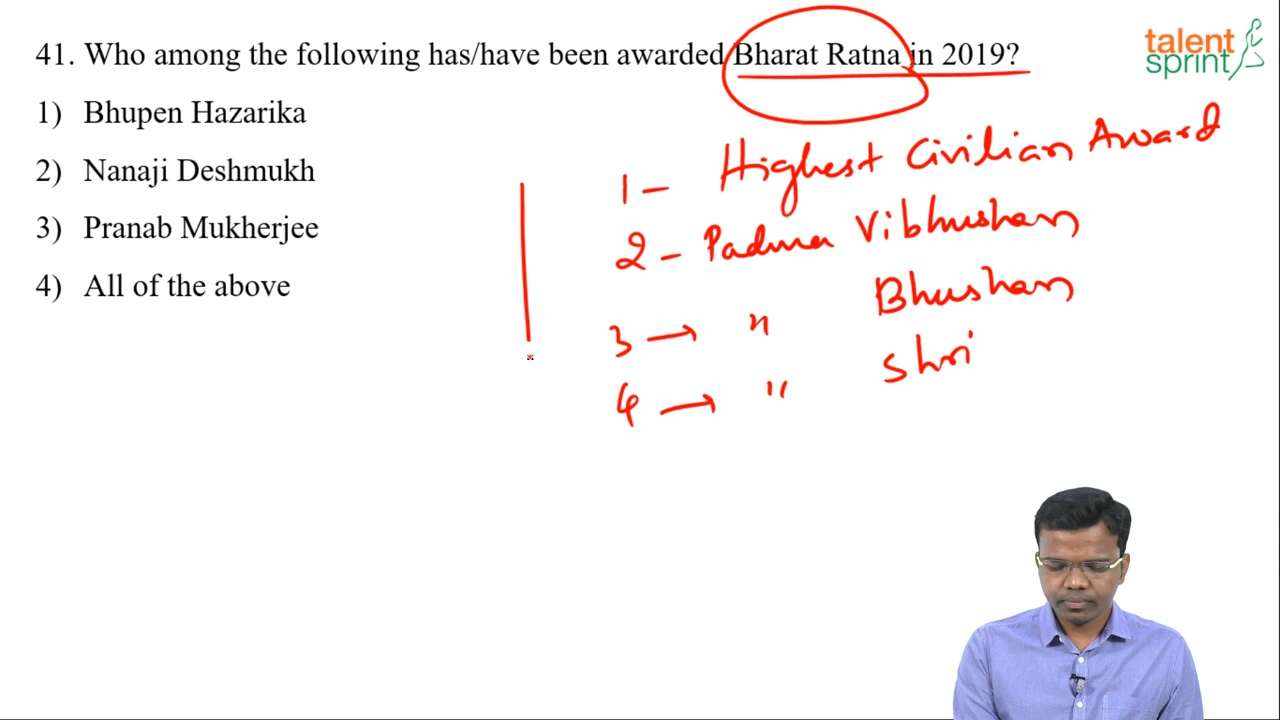 41. Who among the following has/have been awarded Bharat Ratna in 2019?
talent
sprint
1) Bhupen Hazarika
2) Nanaji Deshmukh
3) Pranab Mukherjee
4) All of the above
1 - Highest Civilian Award
2 - Padma Vibhushan
3 → " Bhushan
4 → " Shri